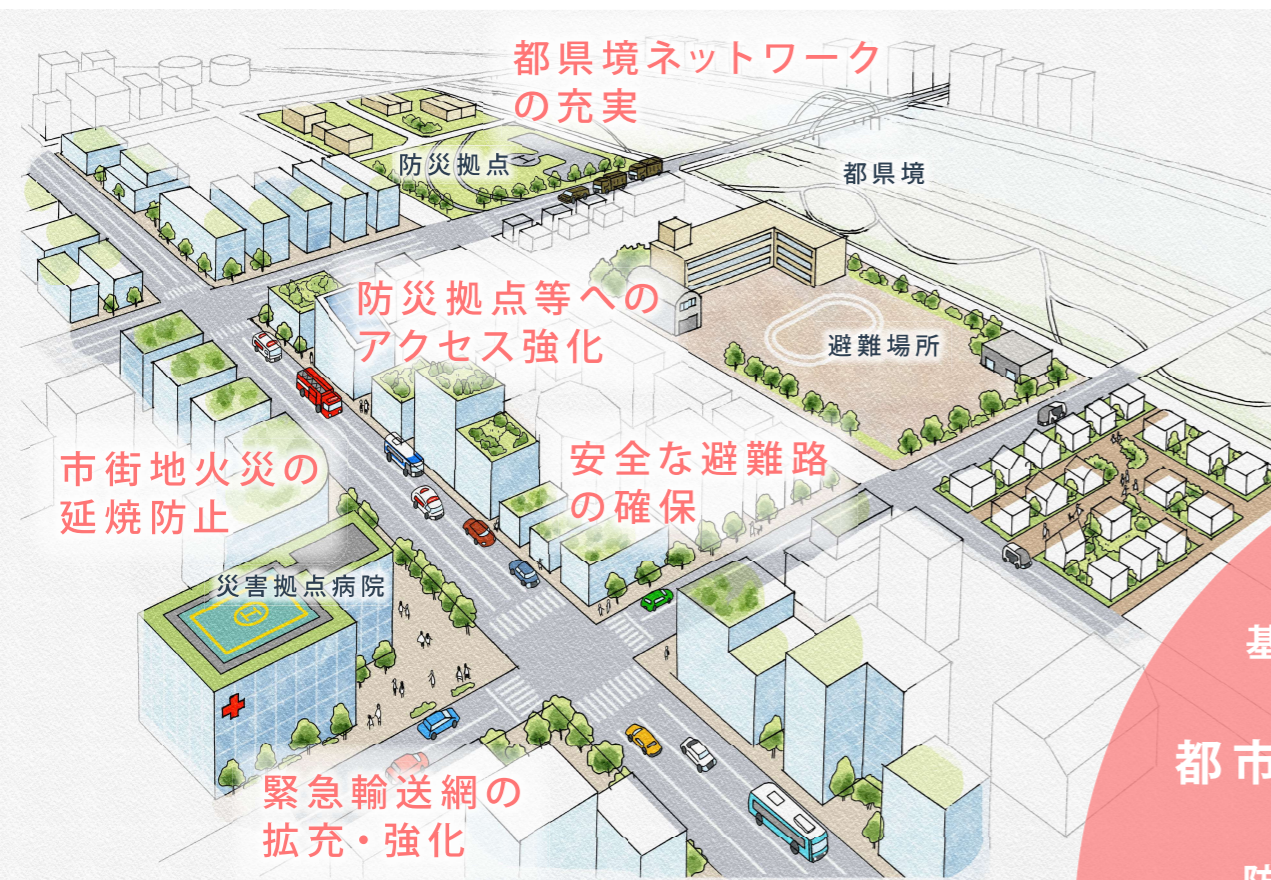 都県境ネットワーク
の充実
防災拠点
都県境
防災拠点等への
アクセス強化
避難場所
市街地火災の
延焼防止
安全な避難路
の確保
災害拠点病院
H
基
都市
緊急輸送網の
拡充・強化